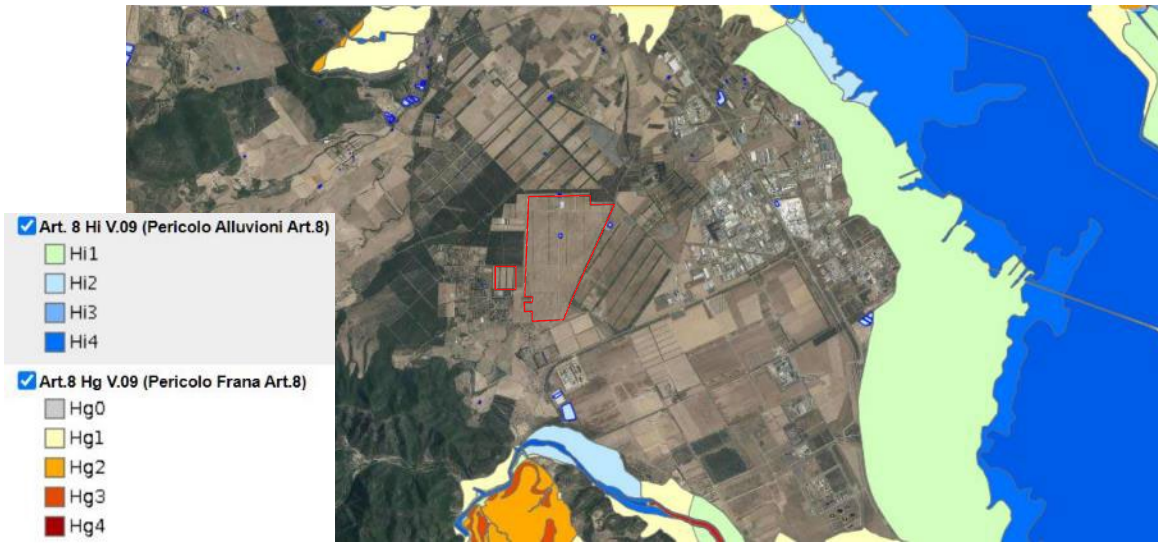 Art. 8 Hi V.09 (Pericolo Alluvioni Art.8)
Hi1
Hi2
Hi3
Hi4
Art.8 Hg V.09 (Pericolo Frana Art.8)
Hg0
Hg1
Hg2
Hg3
Hg4